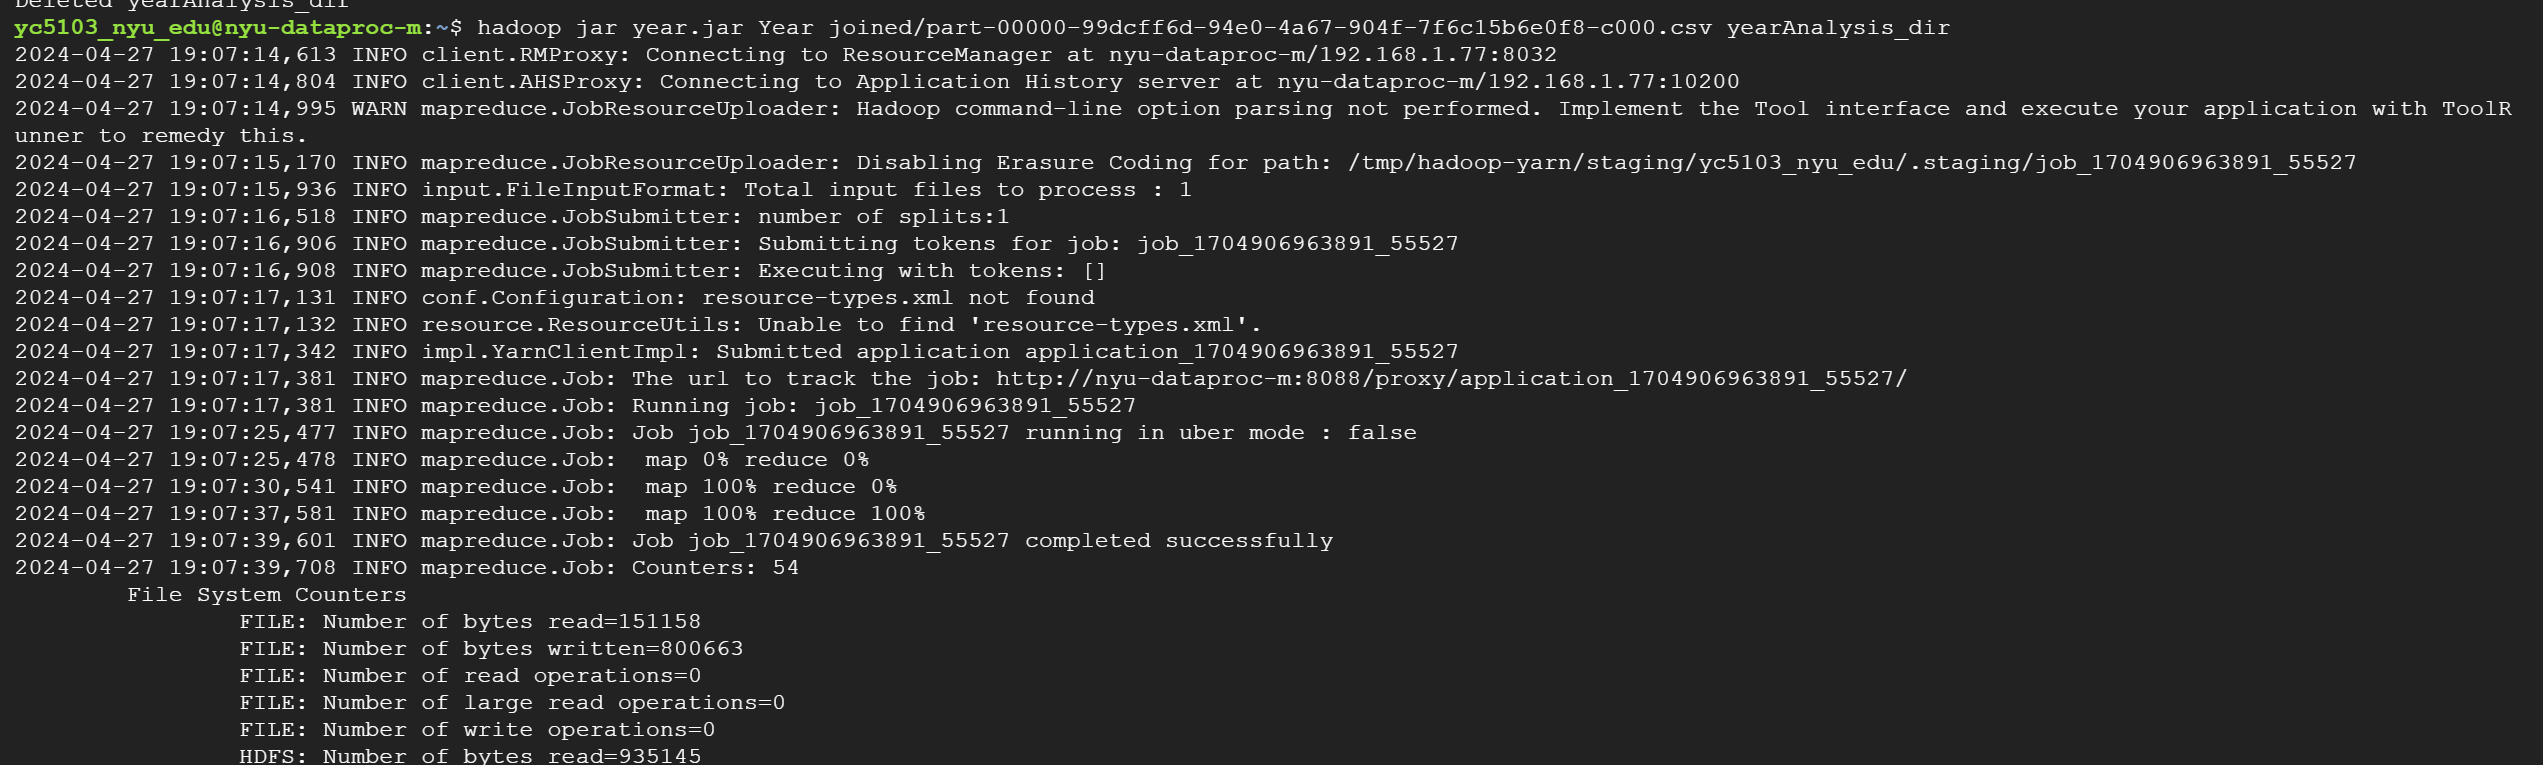 Deleted yearAnalysis_dir
yc5103_nyu_edu@nyu-dataproc-m:~$ hadoop jar year.jar Year joined/part-00000-99dcff6d-94e0-4a67-904f-7f6c15b6e0f8-c000.csv yearAnalysis_dir
2024-04-27 19:07:14,613 INFO client.RMProxy: Connecting to ResourceManager at nyu-dataproc-m/192.168.1.77:8032
2024-04-27 19:07:14,804 INFO client.AHSProxy: Connecting to Application History server at nyu-dataproc-m/192.168.1.77:10200
2024-04-27 19:07:14,995 WARN mapreduce.JobResourceUploader: Hadoop command-line option parsing not performed. Implement the Tool interface and execute your application with ToolR
unner to remedy this.
2024-04-27 19:07:15,170 INFO mapreduce.JobResourceUploader: Disabling Erasure Coding for path: /tmp/hadoop-yarn/staging/yc5103_nyu_edu/.staging/job_1704906963891_55527
2024-04-27 19:07:15,936 INFO input.FileInputFormat: Total input files to process : 1
2024-04-27 19:07:16,518 INFO mapreduce.JobSubmitter: number of splits:1
2024-04-27 19:07:16,906 INFO mapreduce.JobSubmitter: Submitting tokens for job: job_1704906963891_55527
2024-04-27 19:07:16,908 INFO mapreduce.JobSubmitter: Executing with tokens: []
2024-04-27 19:07:17,131 INFO conf.Configuration: resource-types.xml not found
2024-04-27 19:07:17,132 INFO resource.ResourceUtils: Unable to find 'resource-types.xml'.
2024-04-27 19:07:17,342 INFO impl.YarnClientImpl: Submitted application application_1704906963891_55527
2024-04-27 19:07:17,381 INFO mapreduce.Job: The url to track the job: http://nyu-dataproc-m:8088/proxy/application_1704906963891_55527/
2024-04-27 19:07:17,381 INFO mapreduce.Job: Running job: job_1704906963891_55527
2024-04-27 19:07:25,477 INFO mapreduce.Job: Job job_1704906963891_55527 running in uber mode : false
2024-04-27 19:07:25,478 INFO mapreduce.Job:  map 0% reduce 0%
2024-04-27 19:07:30,541 INFO mapreduce.Job:  map 100% reduce 0%
2024-04-27 19:07:37,581 INFO mapreduce.Job:  map 100% reduce 100%
2024-04-27 19:07:39,601 INFO mapreduce.Job: Job job_1704906963891_55527 completed successfully
2024-04-27 19:07:39,708 INFO mapreduce.Job: Counters: 54
File System Counters
FILE: Number of bytes read=151158
FILE: Number of bytes written=800663
FILE: Number of read operations=0
FILE: Number of large read operations=0
FILE: Number of write operations=0
HDFS: Number of bytes read=935145